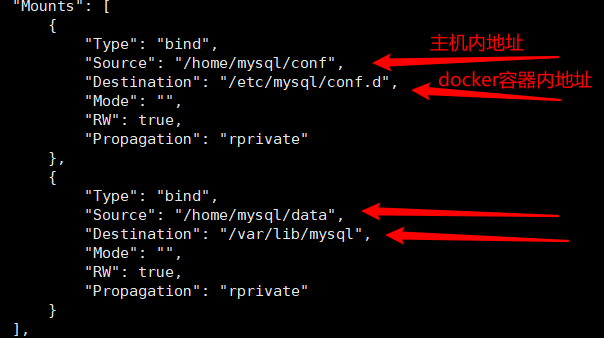 "Mounts": [
{
"Type": "bind",
"Source": "/home/mysql/conf",
主机内地址
"Destination": "/etc/mysql/conf.d",
docker容器内地址
"Mode": "",
"RW": true,
"Propagation": "rprivate"
},
{
"Type": "bind",
"Source": "/home/mysql/data",
"Destination": "/var/lib/mysql",
"Mode": "",
"RW": true,
"Propagation": "rprivate"
}
],